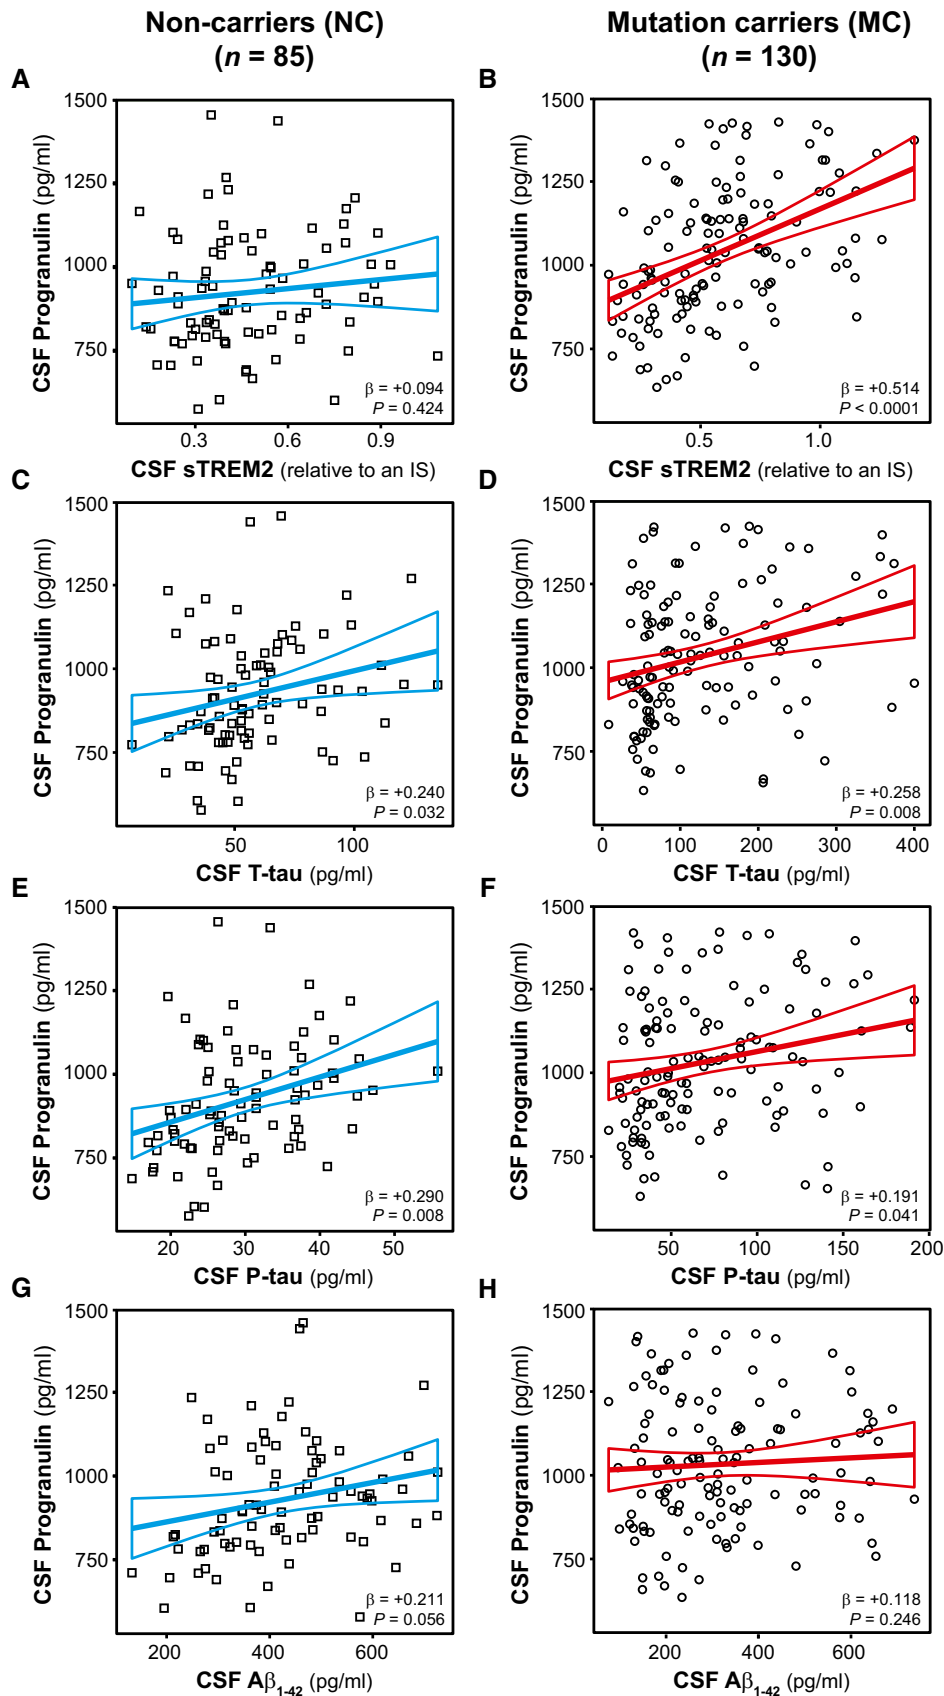 Non-carriers (NC)
(n = 85)
Mutation carriers (MC)
(n = 130)
A
CSF Progranulin (pg/ml)
1500
1250
1000
750
β = +0.094
P = 0.424
0.3 0.6 0.9
CSF sTREM2 (relative to an IS)
B
CSF Progranulin (pg/ml)
1500
1250
1000
750
β = +0.514
P < 0.0001
0.5 1.0
CSF sTREM2 (relative to an IS)
C
CSF Progranulin (pg/ml)
1500
1250
1000
750
β = +0.240
P = 0.032
50 100
CSF T-tau (pg/ml)
D
CSF Progranulin (pg/ml)
1500
1250
1000
750
β = +0.258
P = 0.008
0 100 200 300 400
CSF T-tau (pg/ml)
E
CSF Progranulin (pg/ml)
1500
1250
1000
750
β = +0.290
P = 0.008
20 30 40 50
CSF P-tau (pg/ml)
F
CSF Progranulin (pg/ml)
1500
1250
1000
750
β = +0.191
P = 0.041
50 100 150 200
CSF P-tau (pg/ml)
G
CSF Progranulin (pg/ml)
1500
1250
1000
750
β = +0.211
P = 0.056
200 400 600
CSF Aβ1-42 (pg/ml)
H
CSF Progranulin (pg/ml)
1500
1250
1000
750
β = +0.118
P = 0.246
200 400 600
CSF Aβ1-42 (pg/ml)